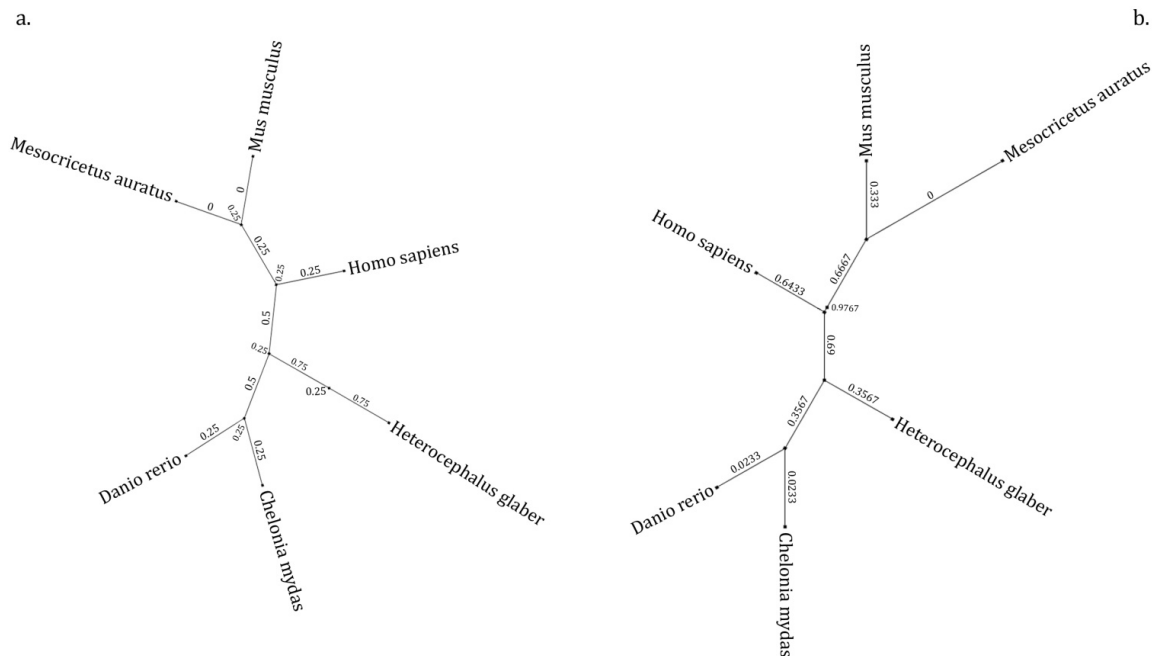 a.
Mus musculus
Mesocricetus auratus
0
0
0.25
0.25
0.25
0.25
Homo sapiens
0.5
0.25
0.75
0.25
0.75
Heterocephalus glaber
0.5
0.25
0.25
0.25
Danio rerio
Chelonia mydas
b.
Mus musculus
Mesocricetus auratus
0.333
0
Homo sapiens
0.6433
0.6667
0.9767
0.69
0.3567
0.3567
Heterocephalus glaber
0.0233
0.0233
Danio rerio
Chelonia mydas